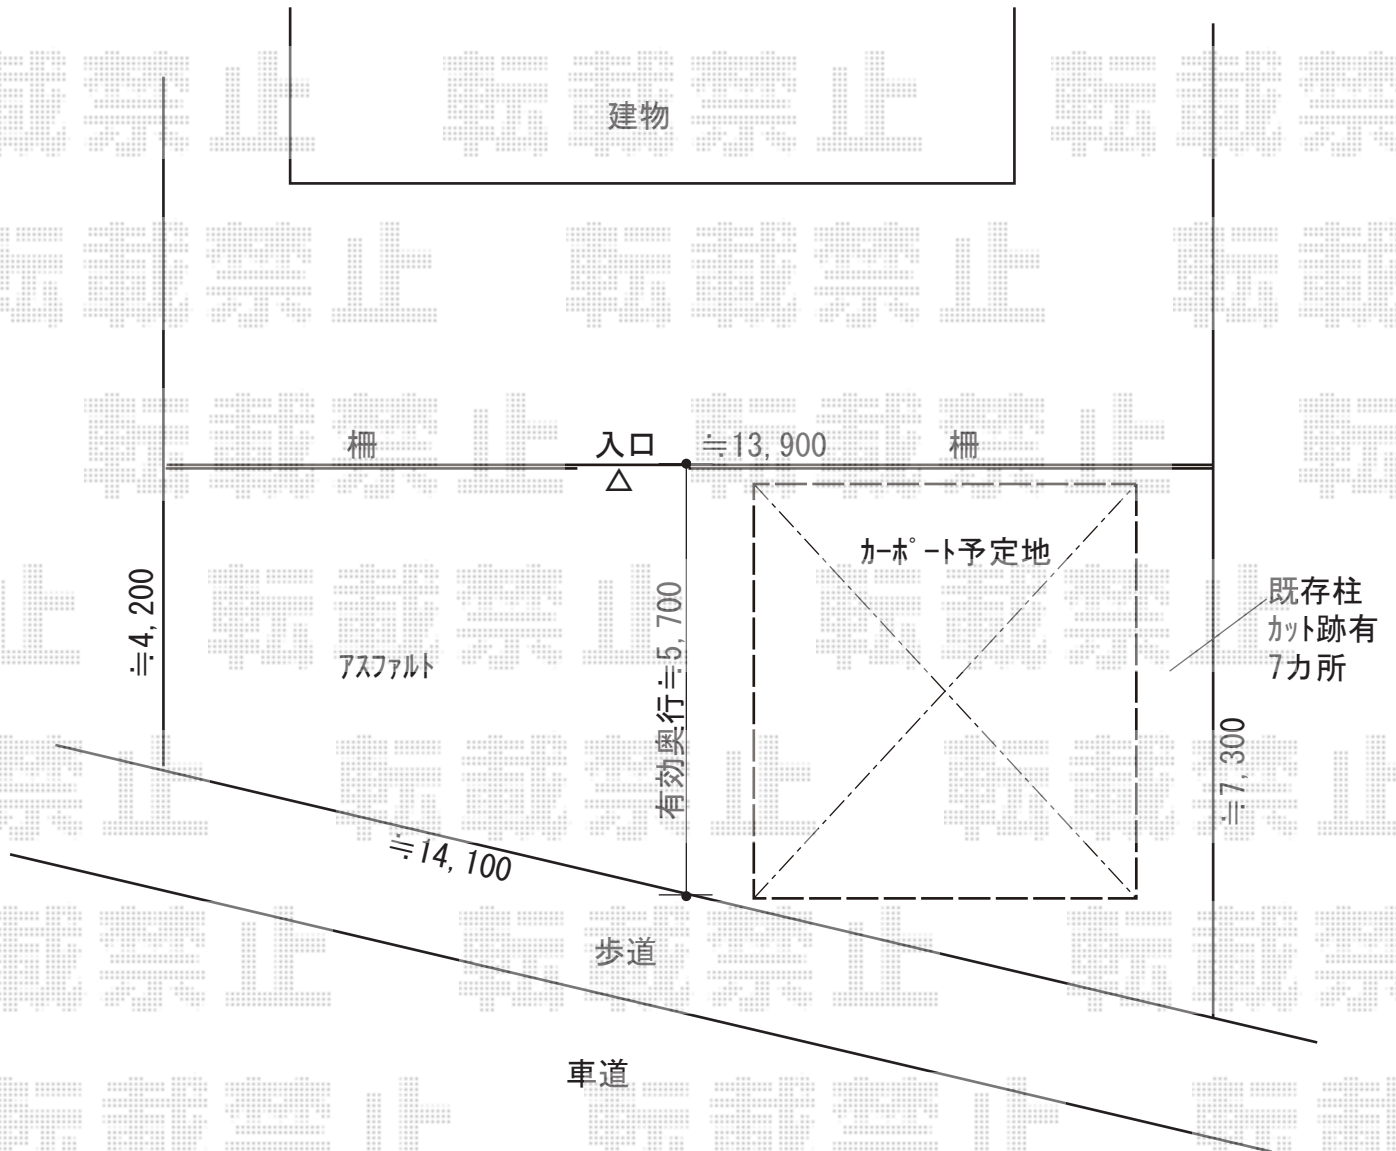 建物
柵
入口
≒13,900
柵
カーポート予定地
既存柱
カット跡有
7カ所
≒4,200
アスファルト
有効奥行≒5,700
≒7,300
≒14,100
歩道
車道
転載禁止